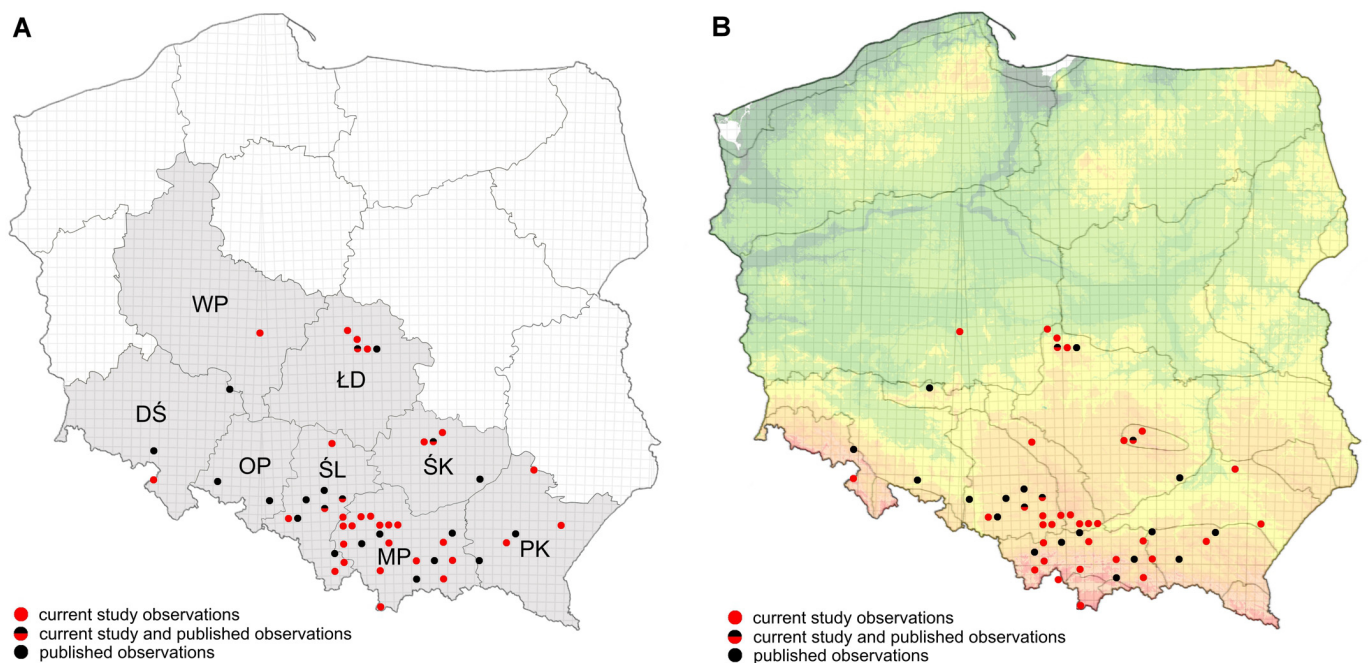 A
WP
ŁD
DŚ
OP
ŚL
ŚK
MP
PK
current study observations
current study and published observations
published observations
B
current study observations
current study and published observations
published observations